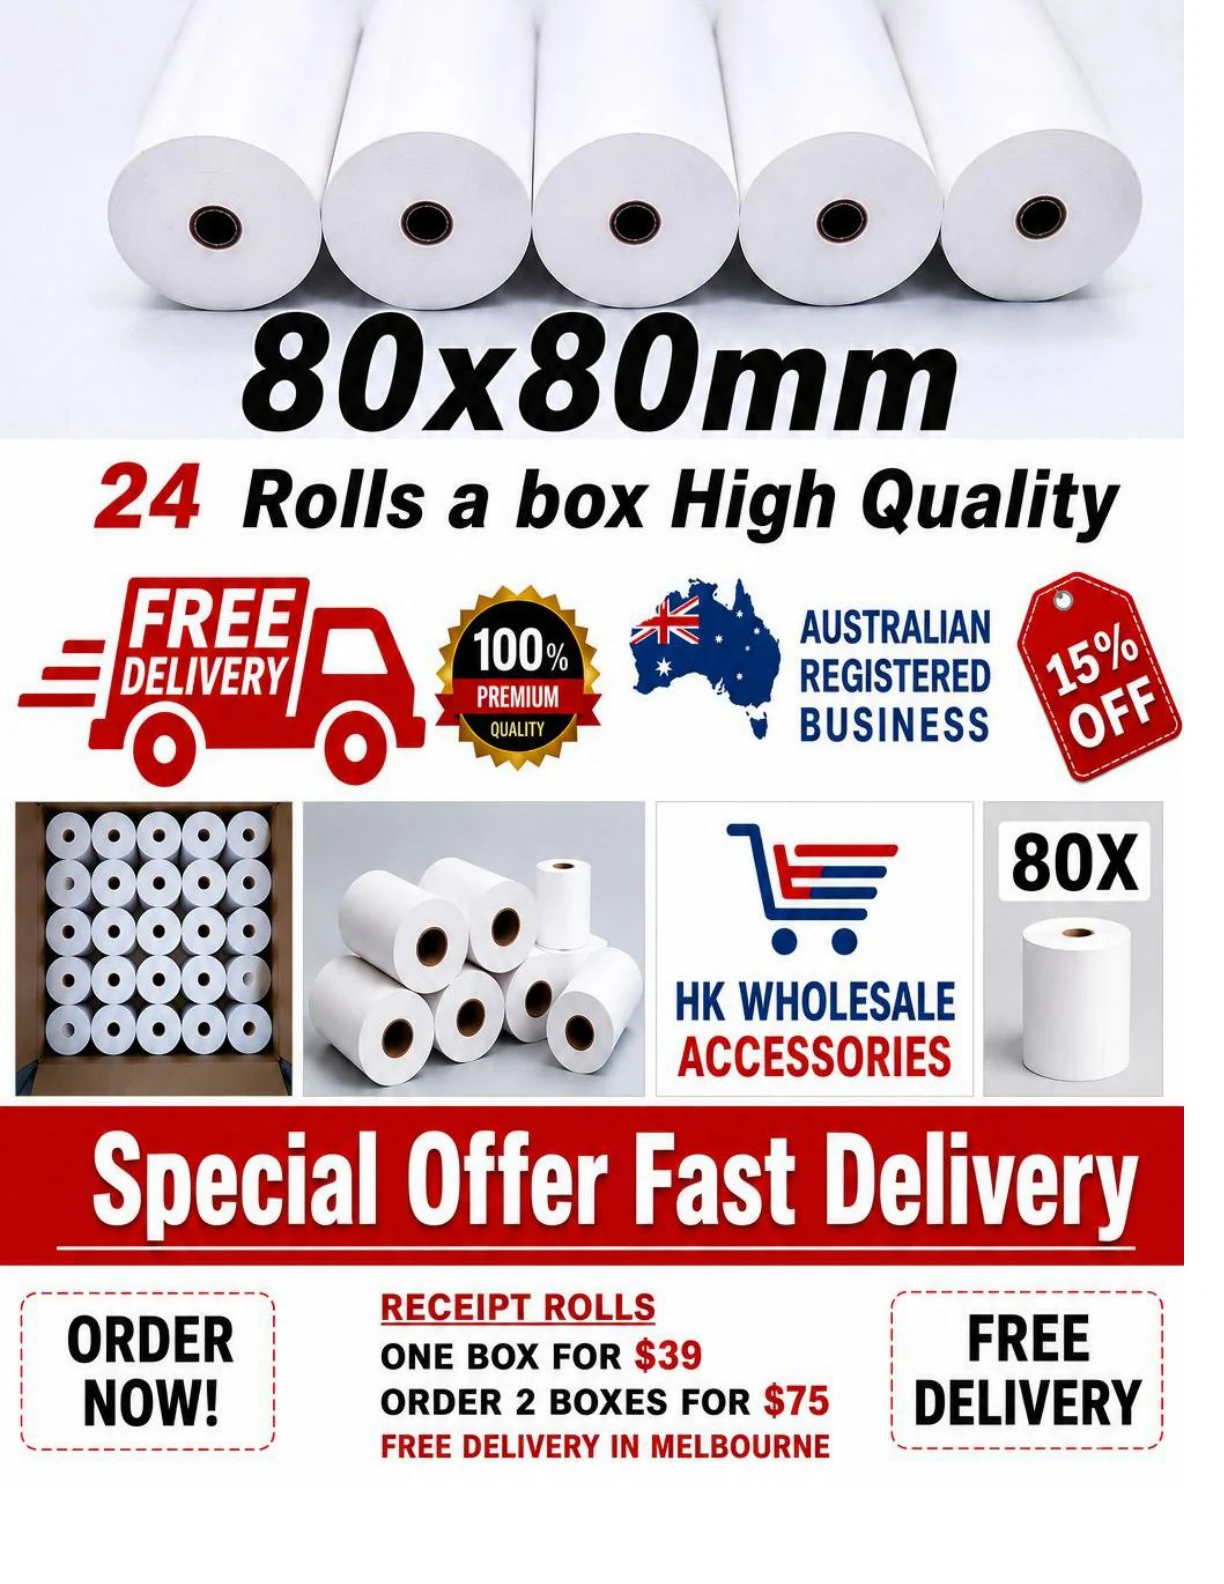 80x80mm
24 Rolls a box High Quality
FREE
DELIVERY
100%
PREMIUM
QUALITY
AUSTRALIAN
REGISTERED
BUSINESS
15%
OFF
80X
HK WHOLESALE
ACCESSORIES
Special Offer Fast Delivery
ORDER
NOW!
RECEIPT ROLLS
ONE BOX FOR $39
ORDER 2 BOXES FOR $75
FREE DELIVERY IN MELBOURNE
FREE
DELIVERY